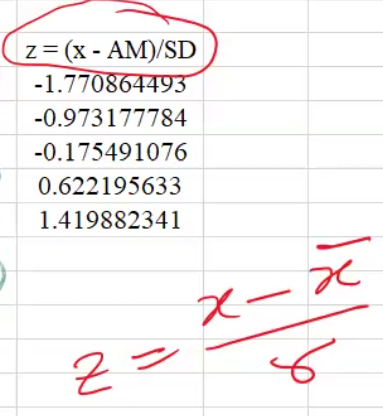 z = (x - AM)/SD
-1.770864493
-0.973177784
-0.175491076
0.622195633
1.419882341
z = (x - x̄)/σ